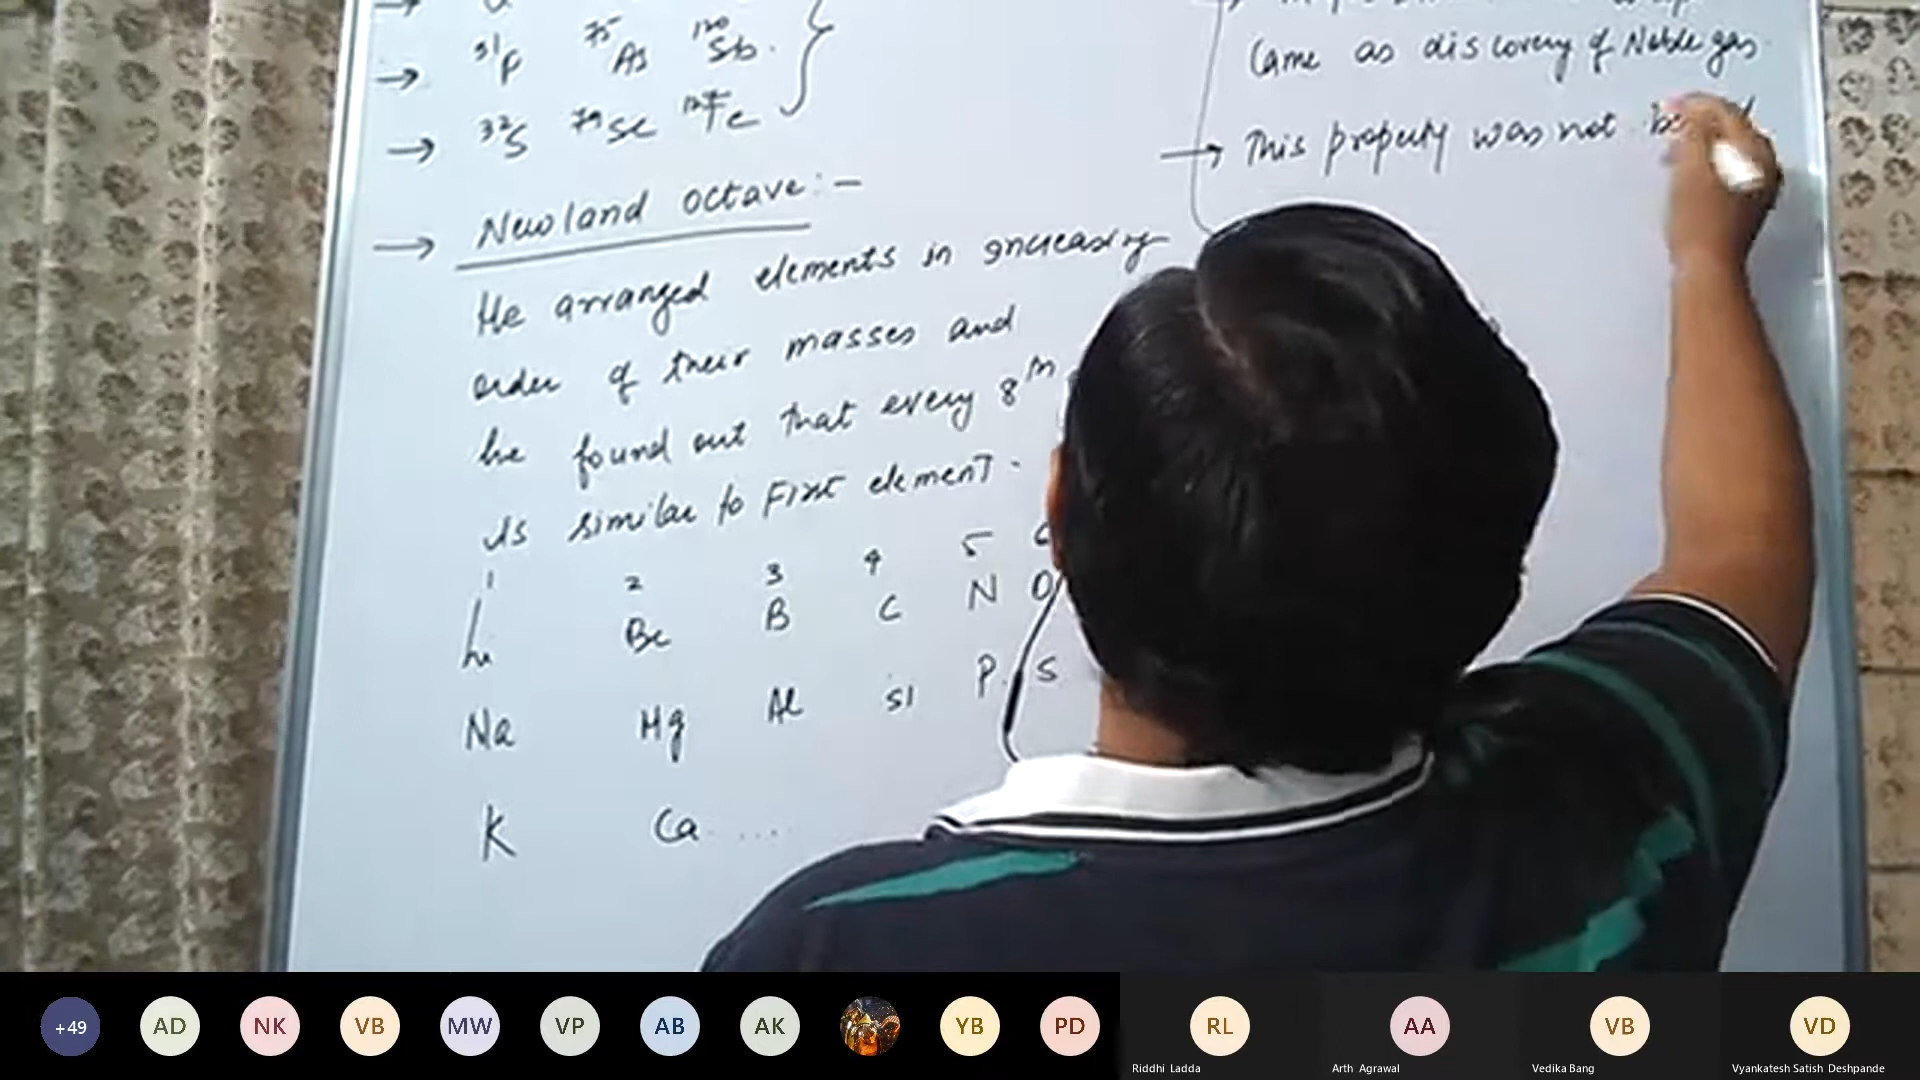 → 31P 75As 120Sb.
→ 32S 79Se 127Te
→ Newland octave:-
He arranged elements in increasing
order of their masses and
he found out that every 8th
is similar to First element.
1 2 3 4 5
Li Be B C N O
Na Mg Al Si P. S
K Ca ....
Came as discovery of Noble gas.
→ This property was not
+49
AD
NK
VB
MW
VP
AB
AK
YB
PD
RL
AA
VB
VD
Riddhi Ladda
Arth Agrawal
Vedika Bang
Vyankatesh Satish Deshpande